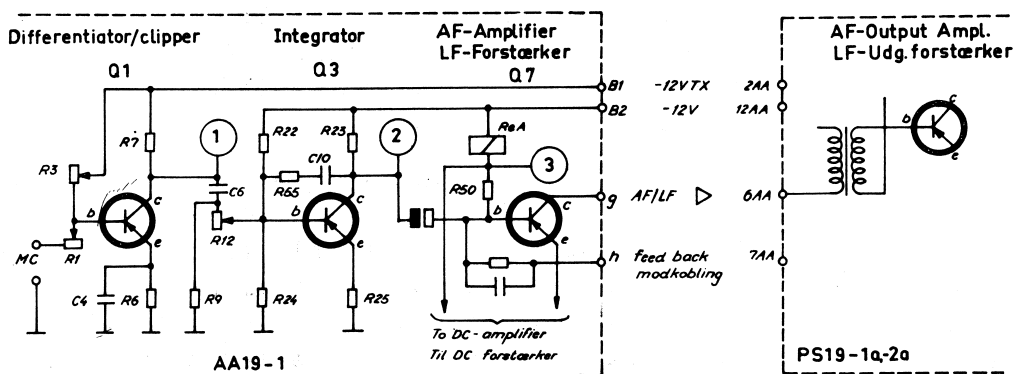 Differentiator/clipper
Q1
Integrator
Q3
AF-Amplifier
LF-Forstærker
Q7
AF-Output Ampl.
LF-Udg. forstærker
B1 -12V TX 2AA
B2 -12V 12AA
R7
1
R22
R23
2
ReA
3
R3
C10
R65
R50
C6
b
c
e
R12
b
c
e
b
c
e
b
c
e
g AF/LF 6AA
MC
R1
h feed back 7AA
modkobling
C4
R6
R9
R24
R25
To DC-amplifier
Til DC forstærker
AA19-1
PS19-1a,-2a